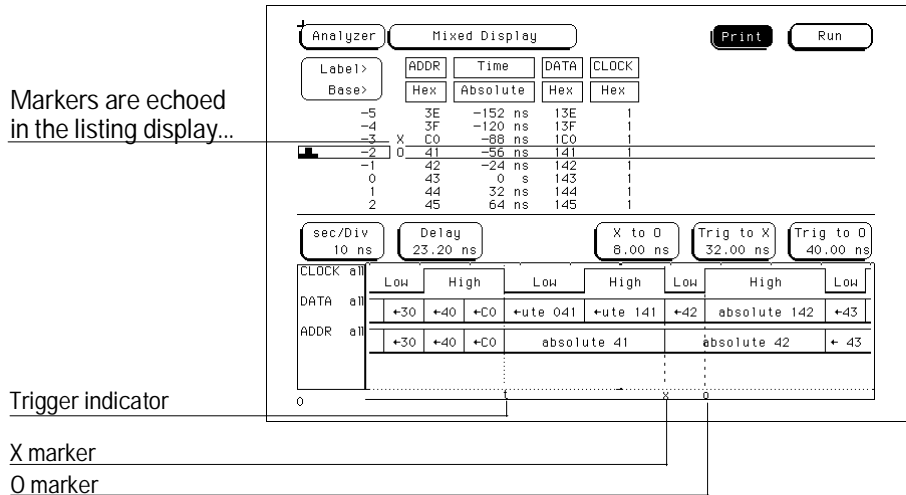 Analyzer Mixed Display Print Run
Label> ADDR Time DATA CLOCK
Base> Hex Absolute Hex Hex
Markers are echoed
in the listing display...
-5 3E -152 ns 13E 1
-4 3F -120 ns 13F 1
-3 X C0 -88 ns 1C0 1
-2 O 41 -56 ns 141 1
-1 42 -24 ns 142 1
0 43 0 s 143 1
1 44 32 ns 144 1
2 45 64 ns 145 1
sec/Div Delay X to O Trig to X Trig to O
10 ns 23.20 ns 8.00 ns 32.00 ns 40.00 ns
CLOCK all Low High Low High Low High Low
DATA all ←30 ←40 ←C0 ←ute 041 ←ute 141 ←42 absolute 142 ←43
ADDR all ←30 ←40 ←C0 absolute 41 absolute 42 ← 43
0 t X O
Trigger indicator
X marker
O marker